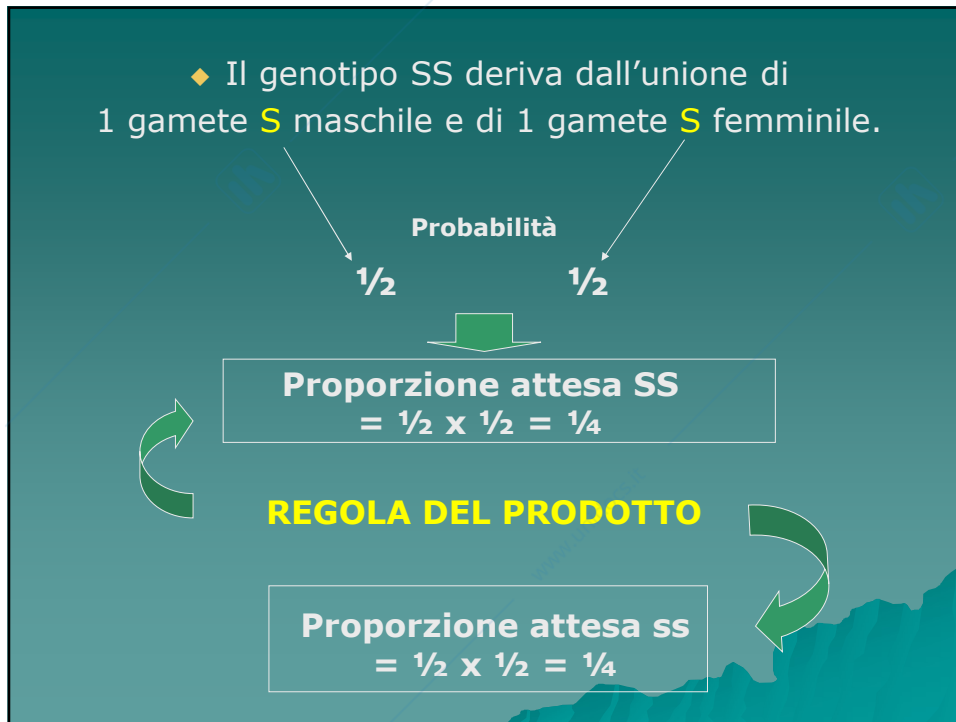 ◆ Il genotipo SS deriva dall'unione di
1 gamete S maschile e di 1 gamete S femminile.
Probabilità
½ ½
Proporzione attesa SS
= ½ x ½ = ¼
REGOLA DEL PRODOTTO
Proporzione attesa ss
= ½ x ½ = ¼